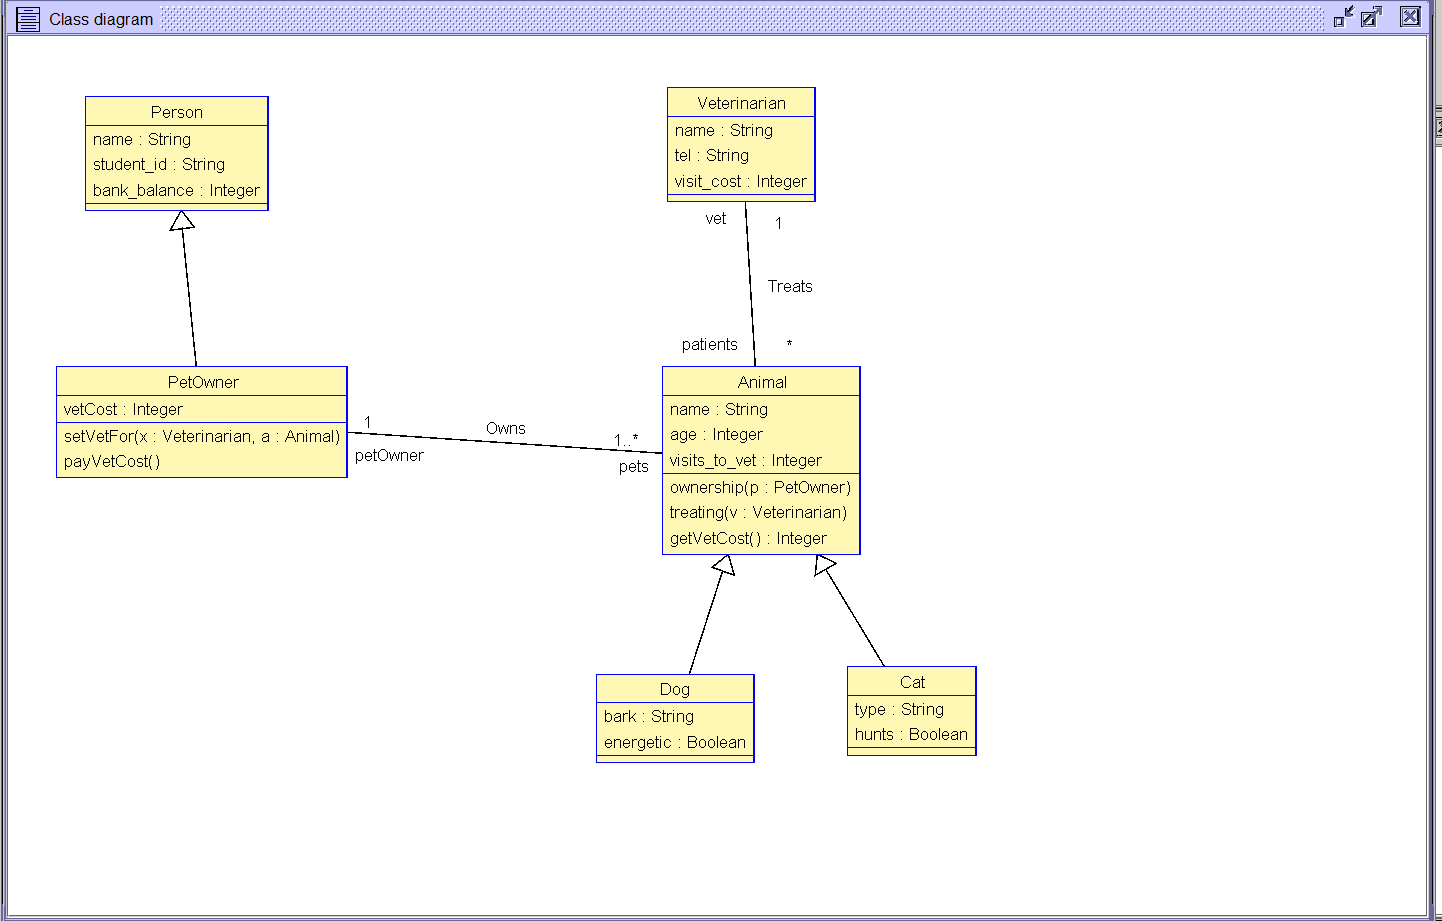 Class diagram
Person
name : String
student_id : String
bank_balance : Integer
Veterinarian
name : String
tel : String
visit_cost : Integer
vet
1
Treats
patients
*
PetOwner
vetCost : Integer
setVetFor(x : Veterinarian, a : Animal)
payVetCost()
1
petOwner
Owns
1..*
pets
Animal
name : String
age : Integer
visits_to_vet : Integer
ownership(p : PetOwner)
treating(v : Veterinarian)
getVetCost() : Integer
Dog
bark : String
energetic : Boolean
Cat
type : String
hunts : Boolean